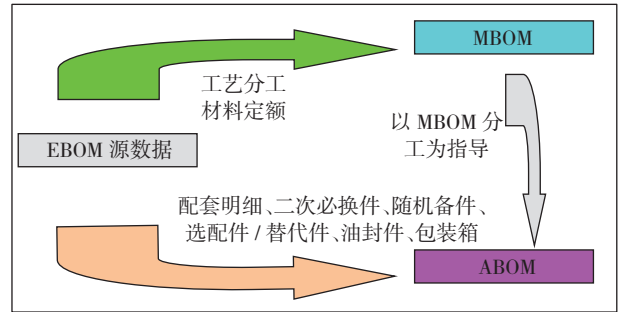 MBOM
工艺分工
材料定额
以 MBOM 分
工为指导
EBOM 源数据
配套明细、二次必换件、随机备件、
选配件 / 替代件、油封件、包装箱
ABOM